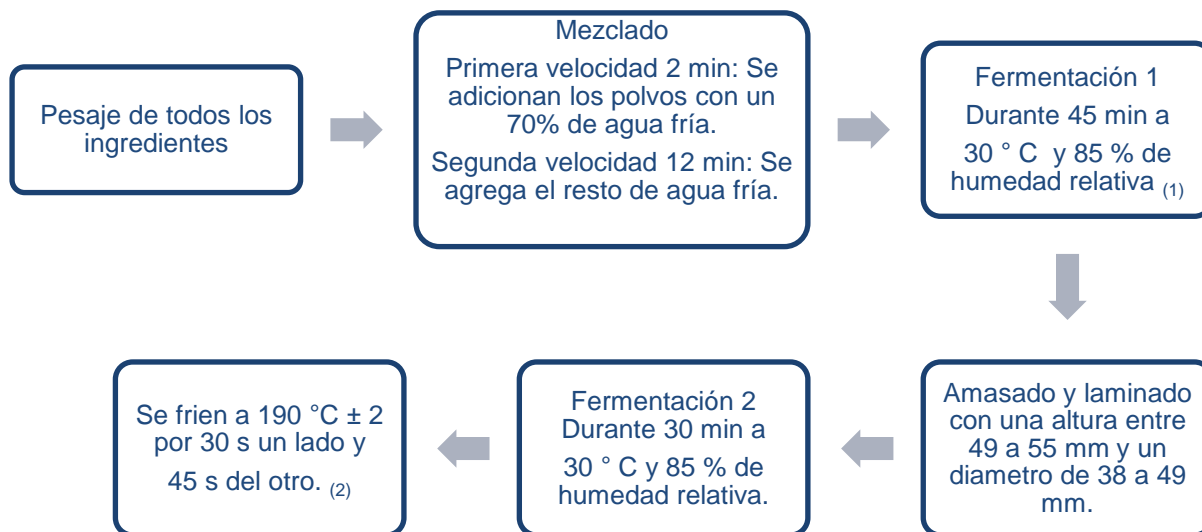 Pesaje de todos los
ingredientes
Mezclado
Primera velocidad 2 min: Se
adicionan los polvos con un
70% de agua fría.
Segunda velocidad 12 min: Se
agrega el resto de agua fría.
Fermentación 1
Durante 45 min a
30 ° C y 85 % de
humedad relativa (1)
Amasado y laminado
con una altura entre
49 a 55 mm y un
diametro de 38 a 49
mm.
Fermentación 2
Durante 30 min a
30 ° C y 85 % de
humedad relativa.
Se frien a 190 °C ± 2
por 30 s un lado y
45 s del otro. (2)